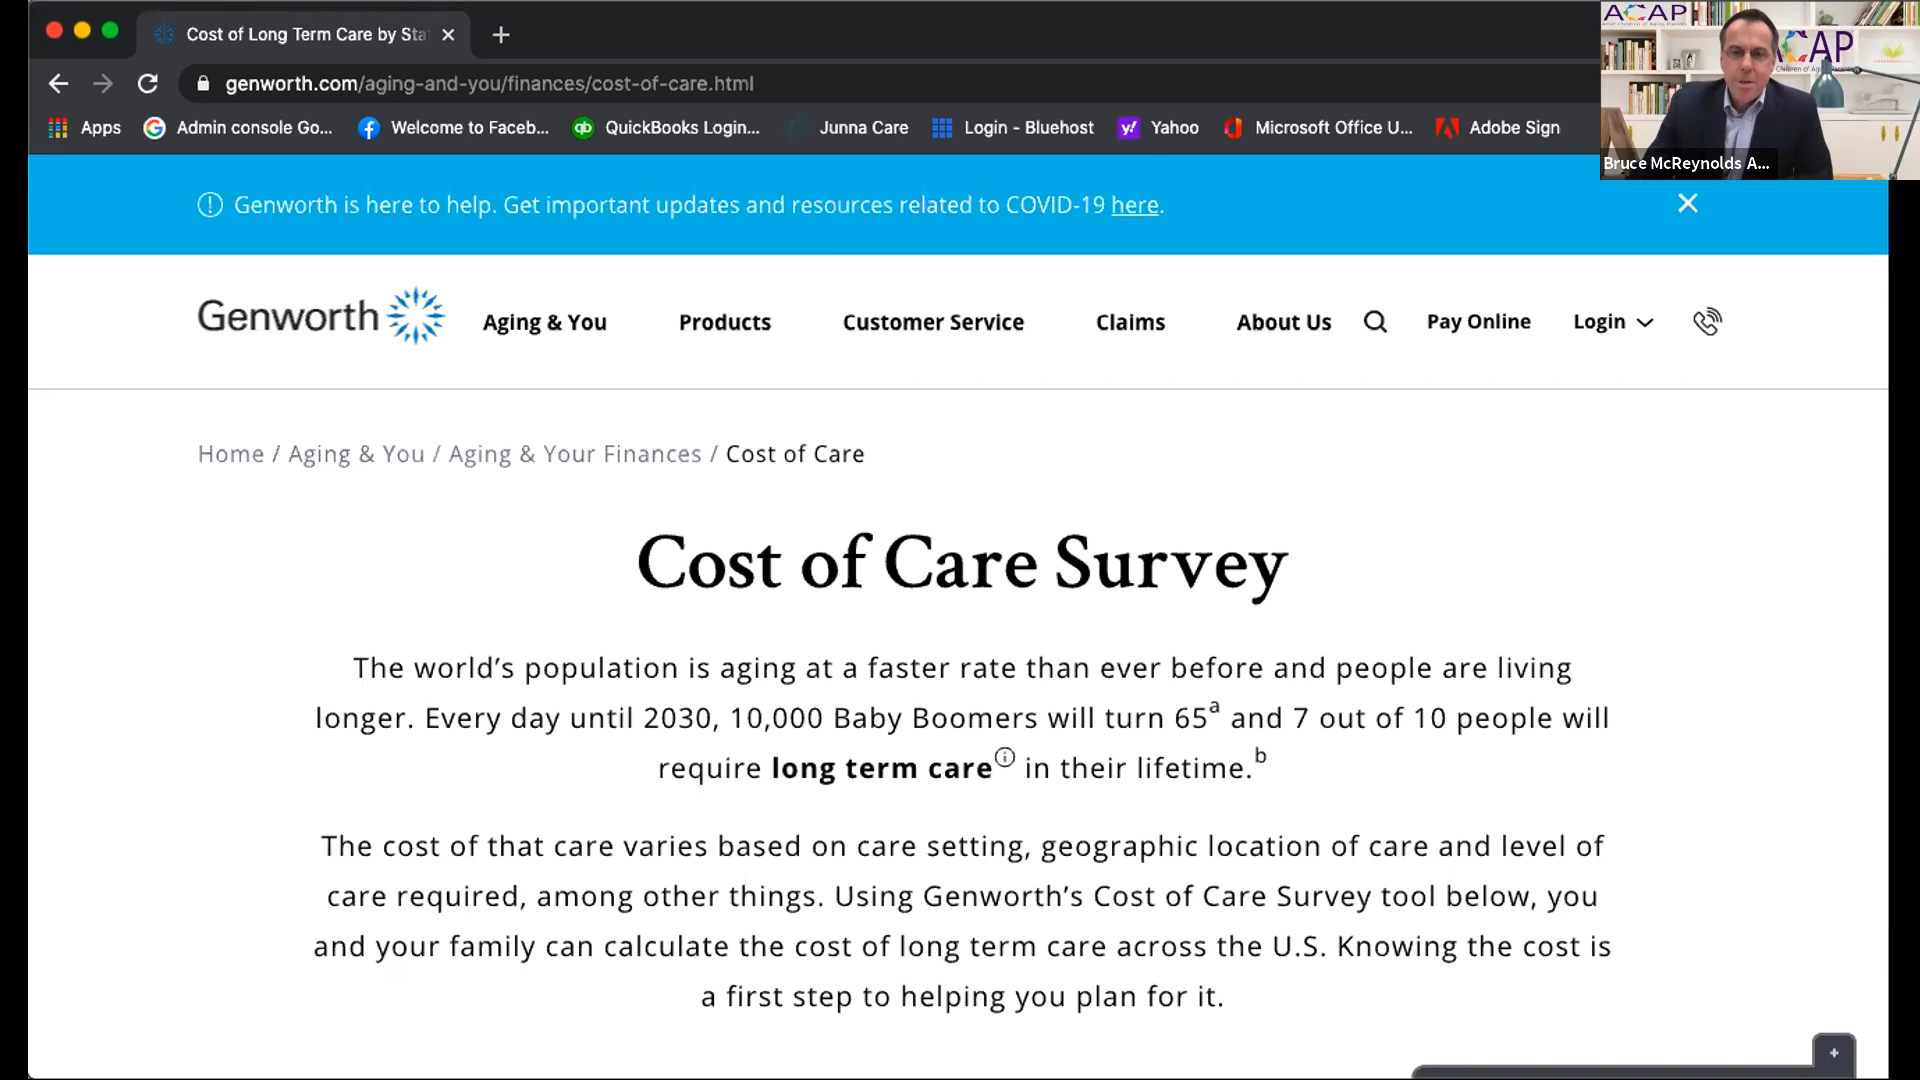 Cost of Long Term Care by Sta
genworth.com/aging-and-you/finances/cost-of-care.html
Apps
Admin console Go...
Welcome to Faceb...
QuickBooks Login...
Junna Care
Login - Bluehost
Yahoo
Microsoft Office U...
Adobe Sign
ACAP
CAP
Bruce McReynolds A...
Genworth is here to help. Get important updates and resources related to COVID-19 here.
Genworth
Aging & You
Products
Customer Service
Claims
About Us
Pay Online
Login
Home / Aging & You / Aging & Your Finances / Cost of Care
Cost of Care Survey
The world’s population is aging at a faster rate than ever before and people are living
longer. Every day until 2030, 10,000 Baby Boomers will turn 65a and 7 out of 10 people will
require long term care in their lifetime.b
The cost of that care varies based on care setting, geographic location of care and level of
care required, among other things. Using Genworth’s Cost of Care Survey tool below, you
and your family can calculate the cost of long term care across the U.S. Knowing the cost is
a first step to helping you plan for it.